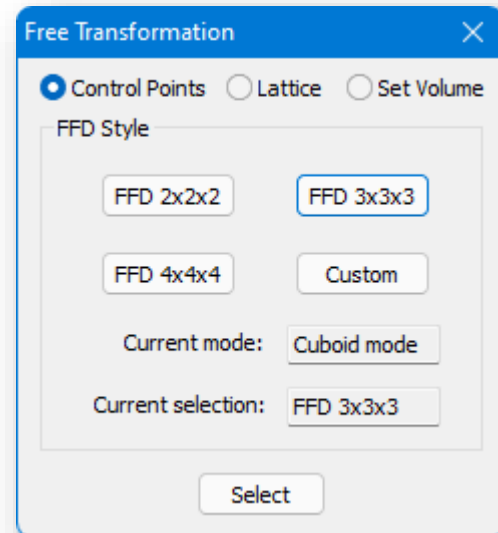 Free Transformation
Control Points Lattice Set Volume
FFD Style
FFD 2x2x2 FFD 3x3x3
FFD 4x4x4 Custom
Current mode: Cuboid mode
Current selection: FFD 3x3x3
Select